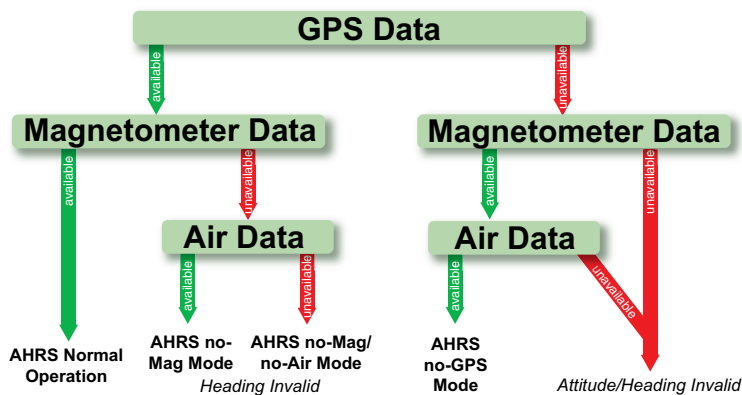 GPS Data
available
unavailable
Magnetometer Data
Magnetometer Data
available
unavailable
available
unavailable
Air Data
Air Data
available
unavailable
available
unavailable
AHRS Normal
Operation
AHRS no-
Mag Mode
AHRS no-Mag/
no-Air Mode
Heading Invalid
AHRS
no-GPS
Mode
Attitude/Heading Invalid